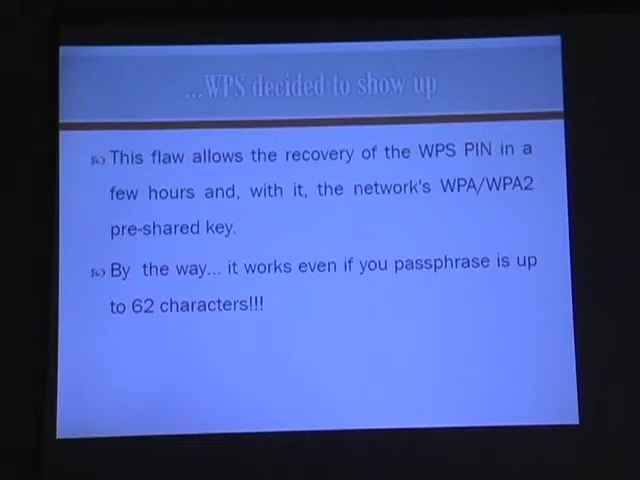 ...WPS decided to show up
This flaw allows the recovery of the WPS PIN in a
few hours and, with it, the network's WPA/WPA2
pre-shared key.
By the way... it works even if you passphrase is up
to 62 characters!!!